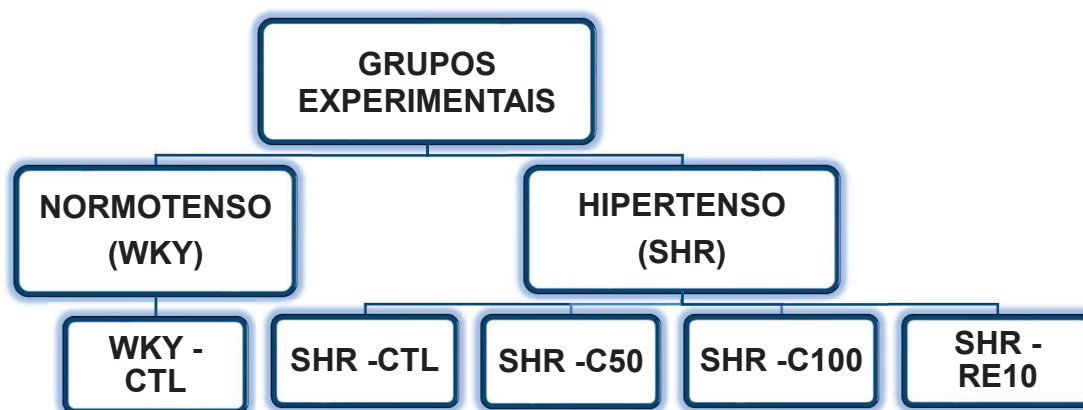 GRUPOS
EXPERIMENTAIS
NORMOTENSO
(WKY)
HIPERTENSO
(SHR)
WKY -
CTL
SHR -CTL
SHR -C50
SHR -C100
SHR -
RE10